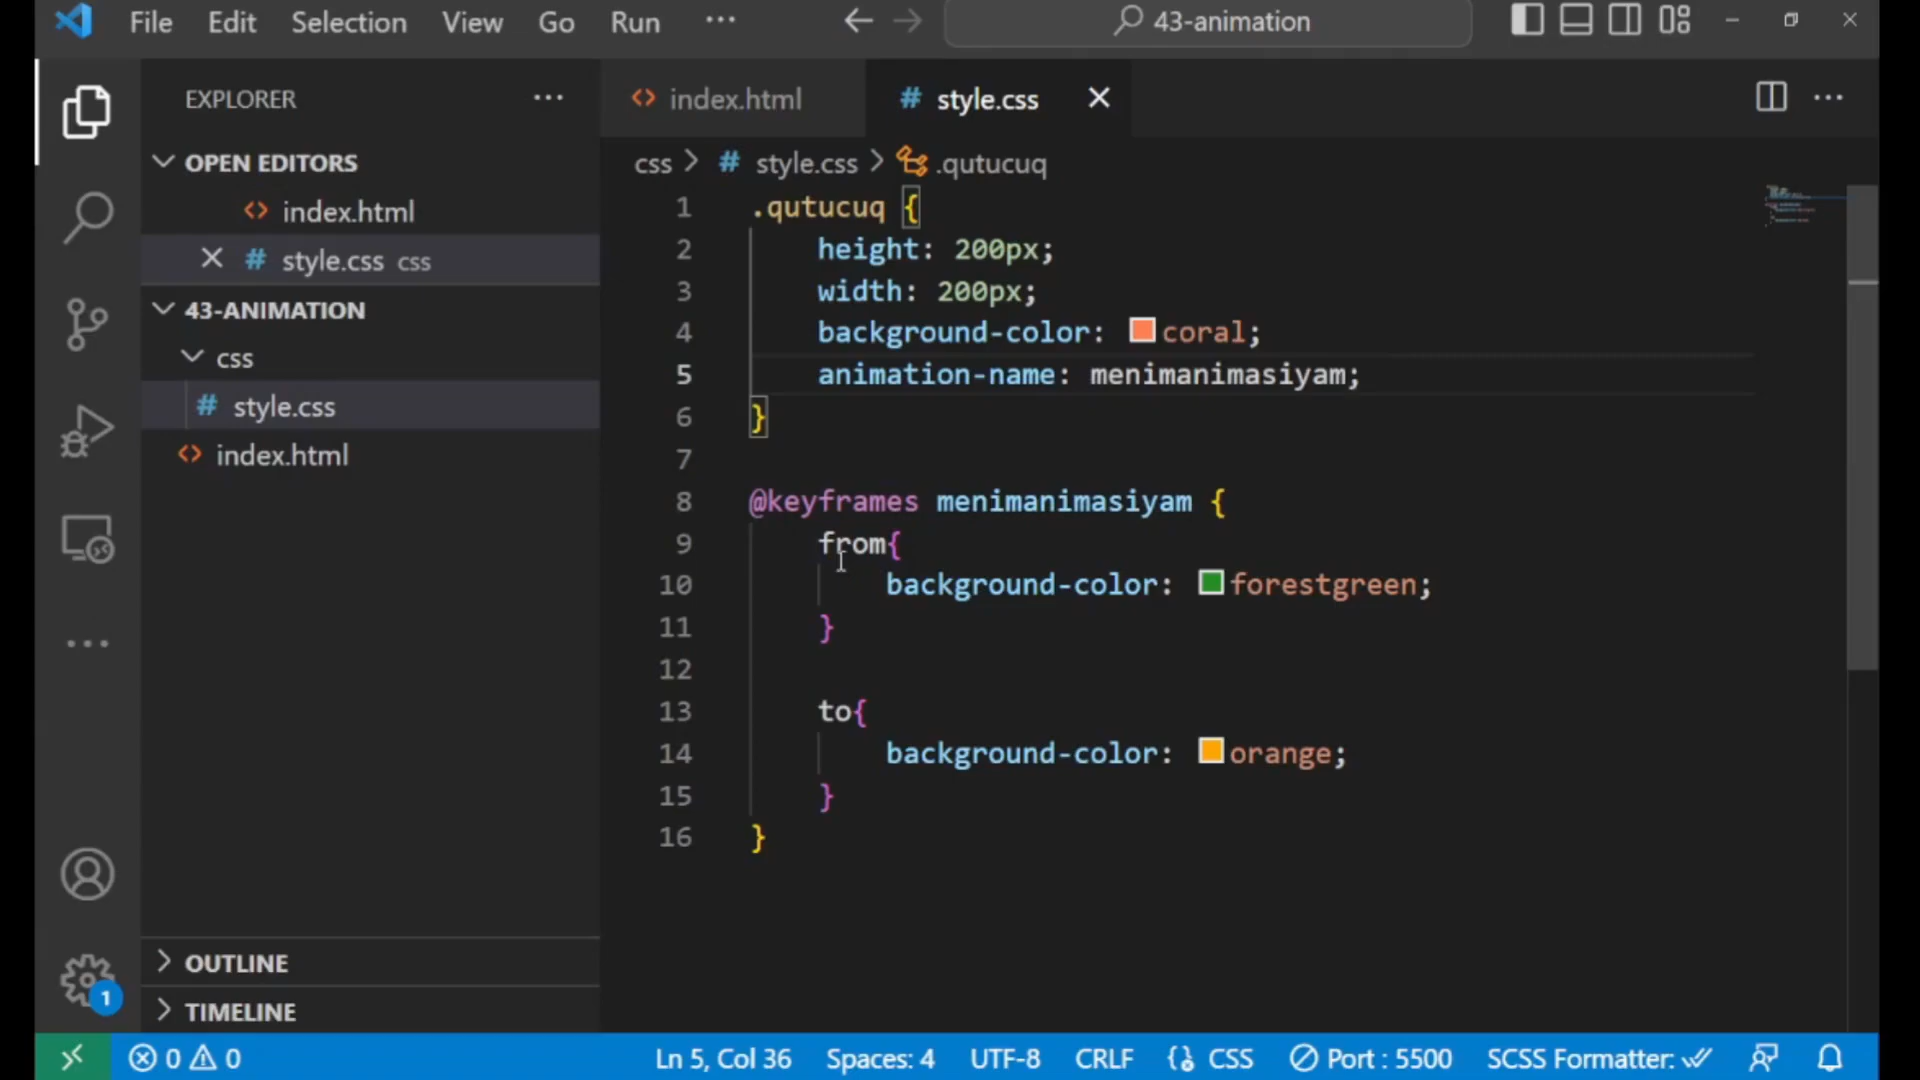 File Edit Selection View Go Run ··· 43-animation
EXPLORER ···
OPEN EDITORS
<> index.html
# style.css css
43-ANIMATION
css
# style.css
<> index.html
OUTLINE
TIMELINE
<> index.html # style.css ···
css > # style.css > .qutucuq
1 .qutucuq {
2 height: 200px;
3 width: 200px;
4 background-color: coral;
5 animation-name: menimanimasiyam;
6 }
7
8 @keyframes menimanimasiyam {
9 from{
10 background-color: forestgreen;
11 }
12
13 to{
14 background-color: orange;
15 }
16 }
1
0 0 Ln 5, Col 36 Spaces: 4 UTF-8 CRLF {} CSS Port : 5500 SCSS Formatter: